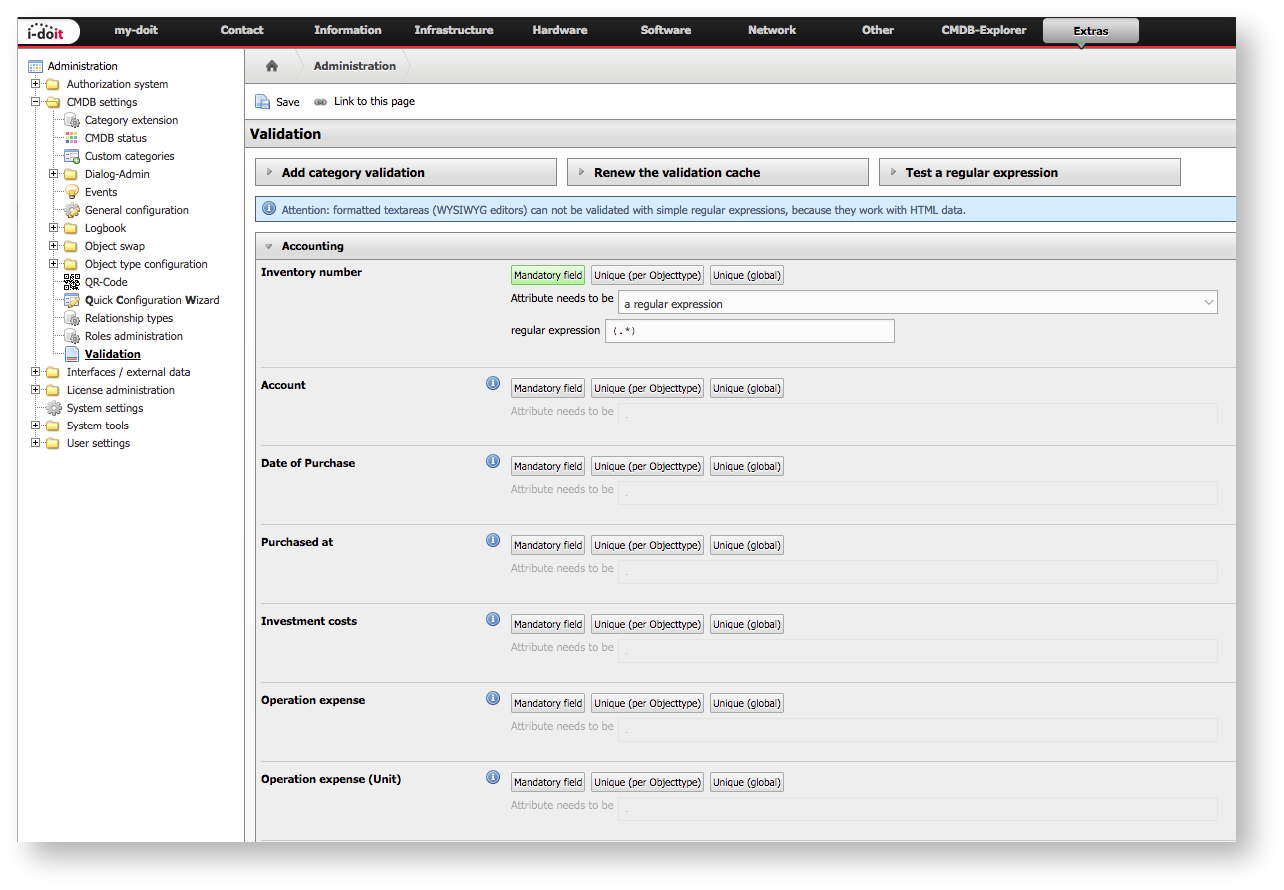 i-doit
my-doit Contact Information Infrastructure Hardware Software Network Other CMDB-Explorer Extras
Administration
Authorization system
CMDB settings
Category extension
CMDB status
Custom categories
Dialog-Admin
Events
General configuration
Logbook
Object swap
Object type configuration
QR-Code
Quick Configuration Wizard
Relationship types
Roles administration
Validation
Interfaces / external data
License administration
System settings
System tools
User settings
Administration
Save Link to this page
Validation
Add category validation Renew the validation cache Test a regular expression
Attention: formatted textareas (WYSIWYG editors) can not be validated with simple regular expressions, because they work with HTML data.
Accounting
Inventory number Mandatory field Unique (per Objecttype) Unique (global)
Attribute needs to be a regular expression
regular expression (.*)
Account Mandatory field Unique (per Objecttype) Unique (global)
Attribute needs to be -
Date of Purchase Mandatory field Unique (per Objecttype) Unique (global)
Attribute needs to be -
Purchased at Mandatory field Unique (per Objecttype) Unique (global)
Attribute needs to be -
Investment costs Mandatory field Unique (per Objecttype) Unique (global)
Attribute needs to be -
Operation expense Mandatory field Unique (per Objecttype) Unique (global)
Attribute needs to be -
Operation expense (Unit) Mandatory field Unique (per Objecttype) Unique (global)
Attribute needs to be -